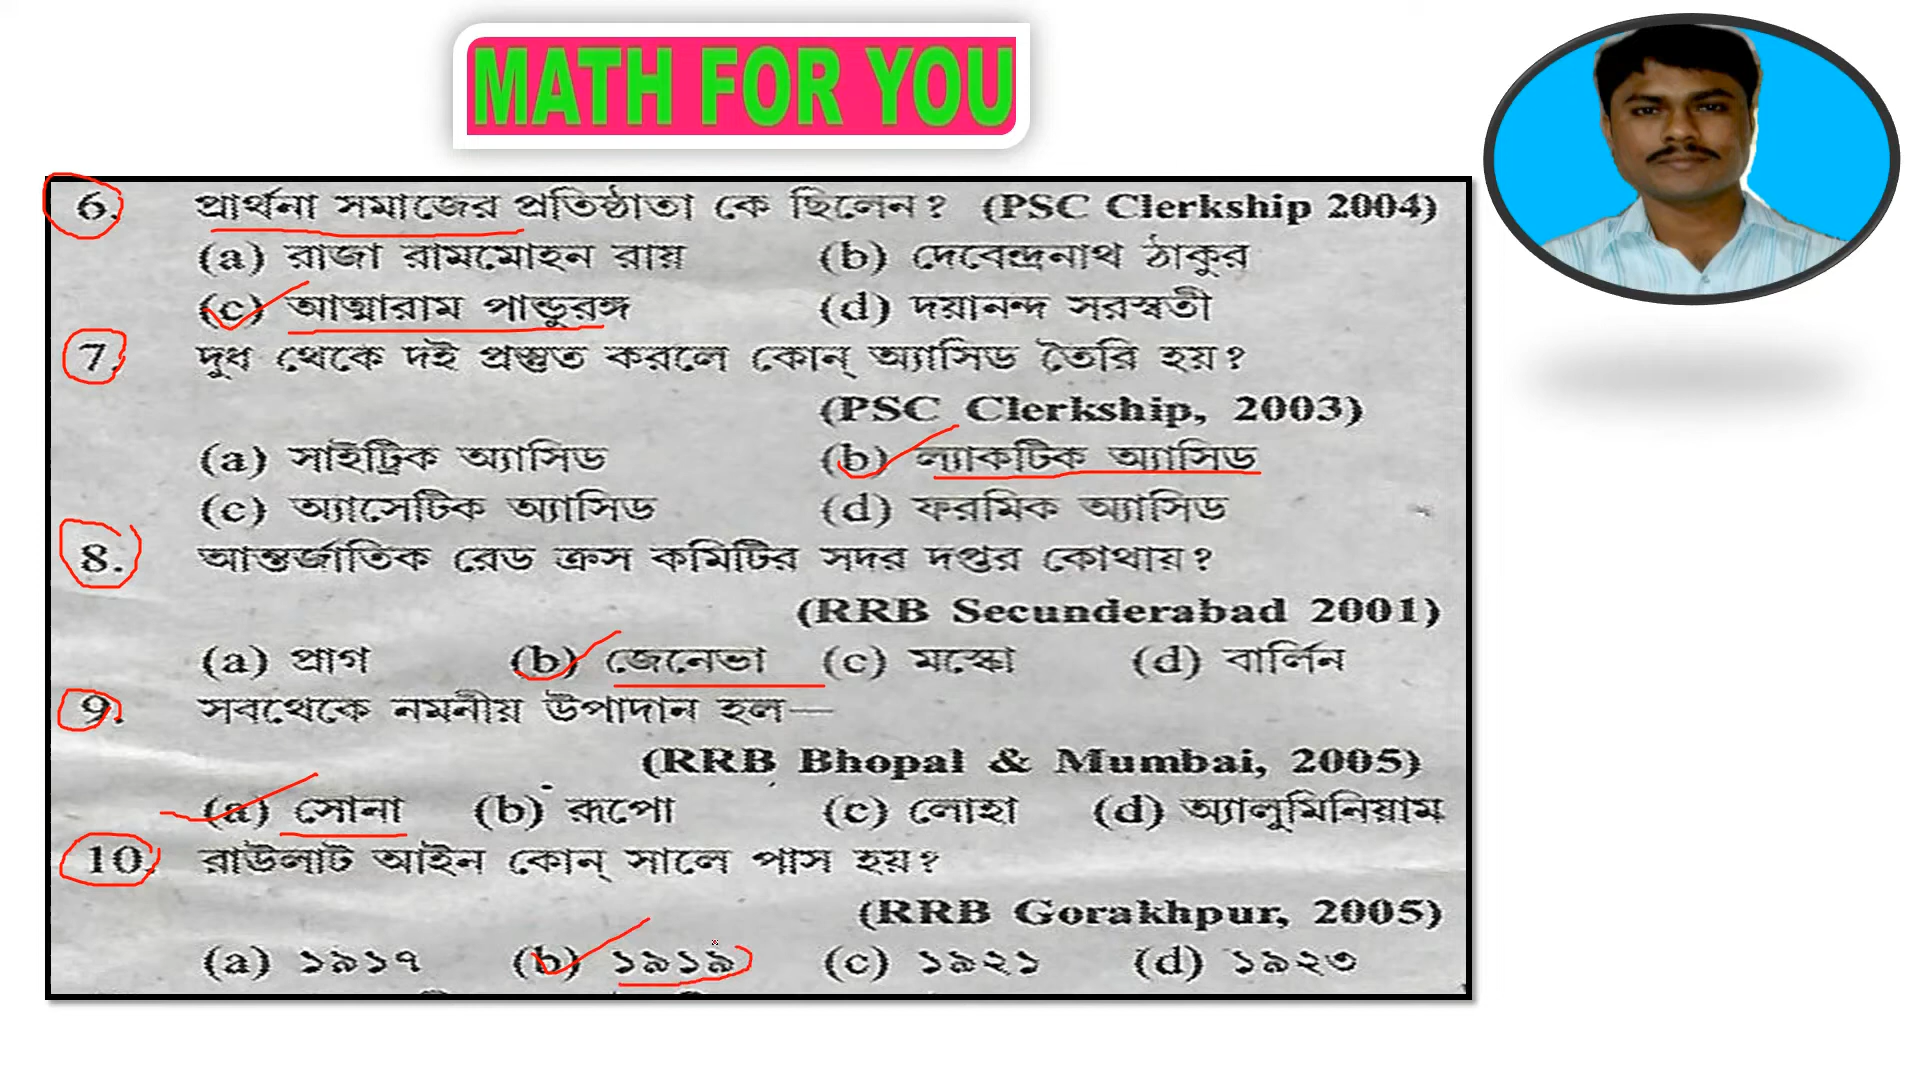 MATH FOR YOU
6. প্রার্থনা সমাজের প্রতিষ্ঠাতা কে ছিলেন? (PSC Clerkship 2004)
(a) রাজা রামমোহন রায় (b) দেবেন্দ্রনাথ ঠাকুর
(c) আত্মারাম পান্ডুরঙ্গ (d) দয়ানন্দ সরস্বতী
7. দুধ থেকে দই প্রস্তুত করলে কোন্ অ্যাসিড তৈরি হয়?
(PSC Clerkship, 2003)
(a) সাইট্রিক অ্যাসিড (b) ল্যাকটিক অ্যাসিড
(c) অ্যাসেটিক অ্যাসিড (d) ফরমিক অ্যাসিড
8. আন্তর্জাতিক রেড ক্রস কমিটির সদর দপ্তর কোথায়?
(RRB Secunderabad 2001)
(a) প্রাগ (b) জেনেভা (c) মস্কো (d) বার্লিন
9. সবথেকে নমনীয় উপাদান হল—
(RRB Bhopal & Mumbai, 2005)
(a) সোনা (b) রূপো (c) লোহা (d) অ্যালুমিনিয়াম
10. রাউলাট আইন কোন্ সালে পাস হয়?
(RRB Gorakhpur, 2005)
(a) ১৯১৭ (b) ১৯১৯ (c) ১৯২১ (d) ১৯২৩